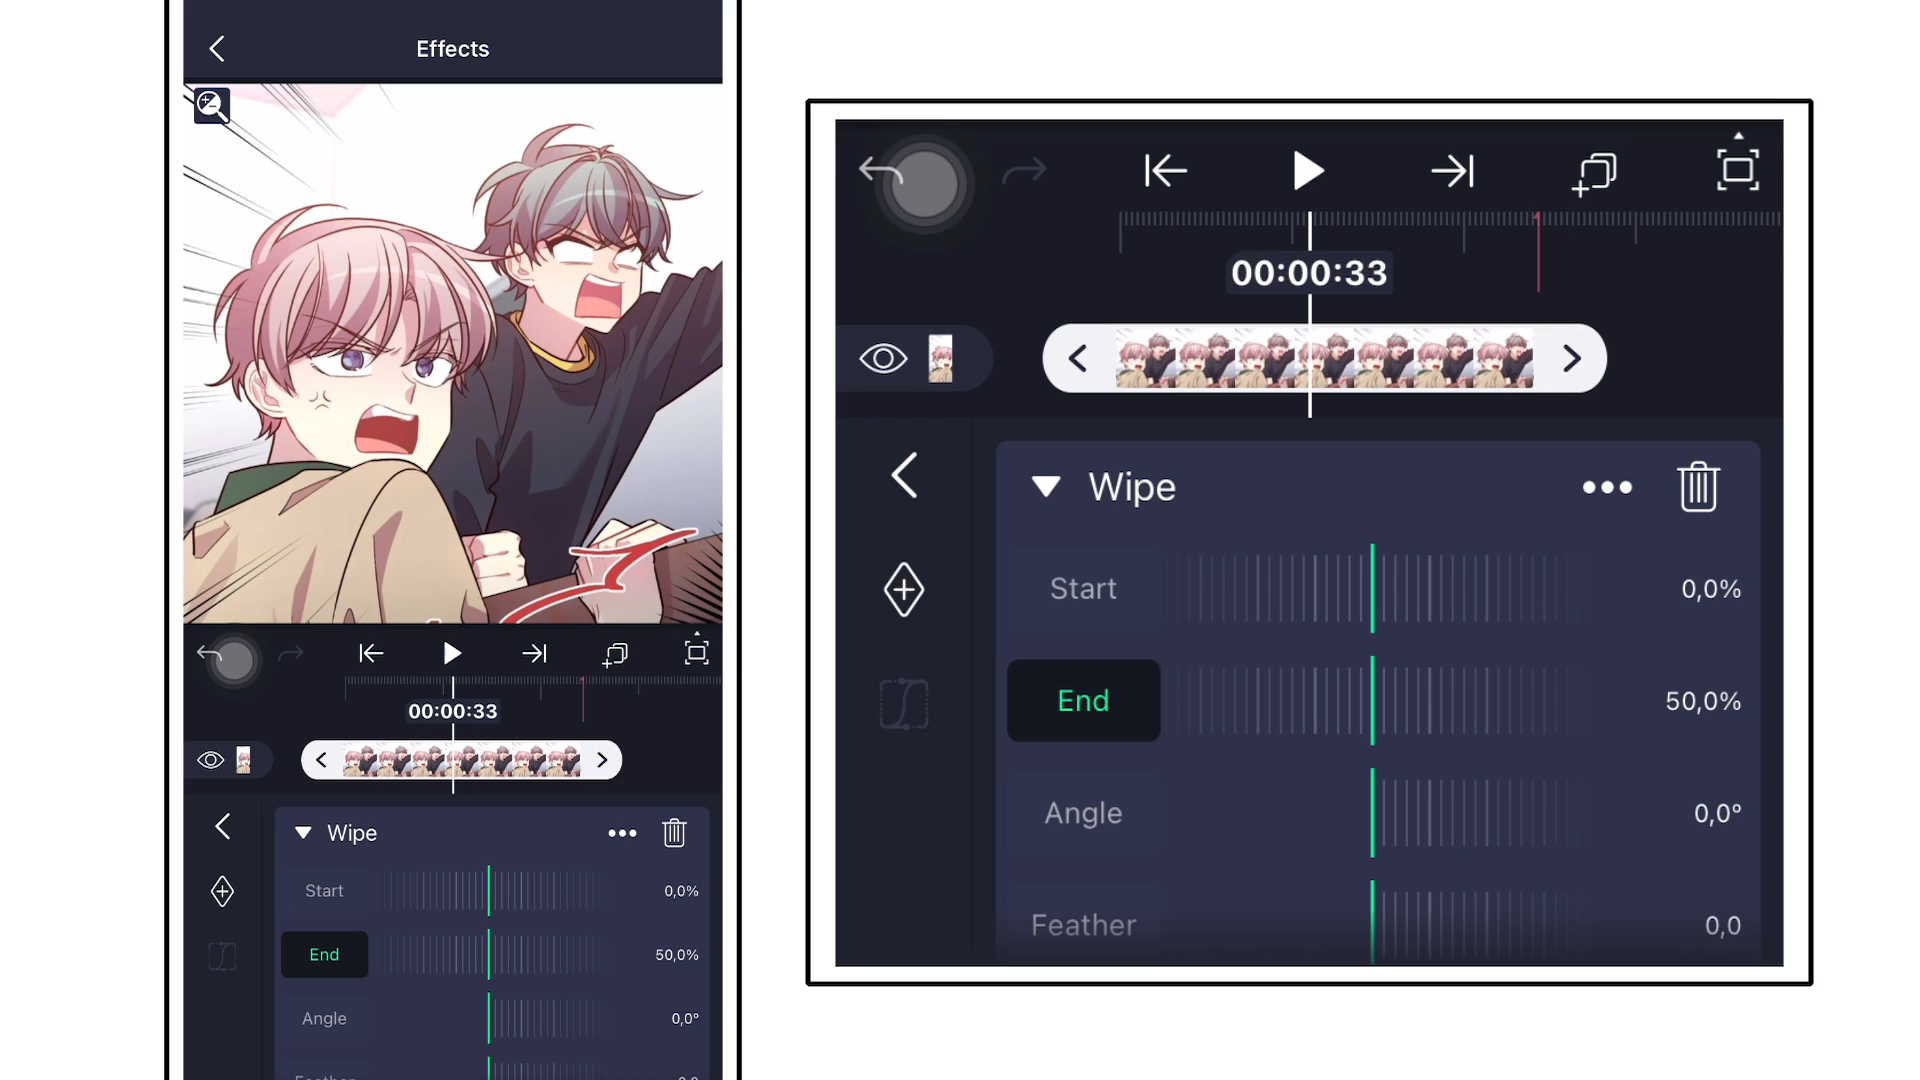 Effects
00:00:33
Wipe
Start 0,0%
End 50,0%
Angle 0,0°
00:00:33
Wipe
Start 0,0%
End 50,0%
Angle 0,0°
Feather 0,0